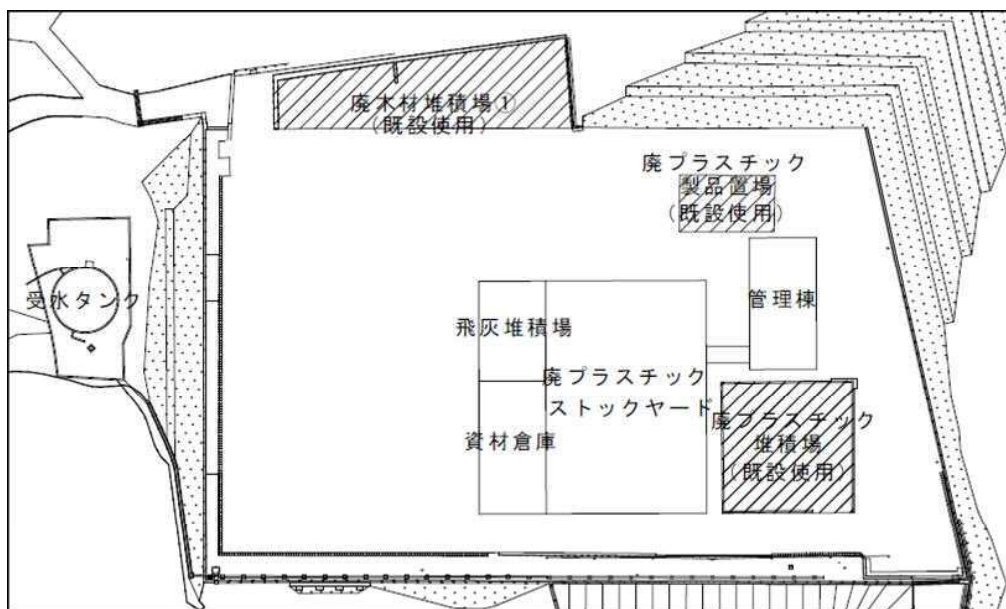 廃木材堆積場①
(既設使用)
廃プラスチック
製品置場
(既設使用)
受水タンク
管理棟
飛灰堆積場
廃プラスチック
ストックヤード
資材倉庫
廃プラスチック
堆積場
(既設使用)